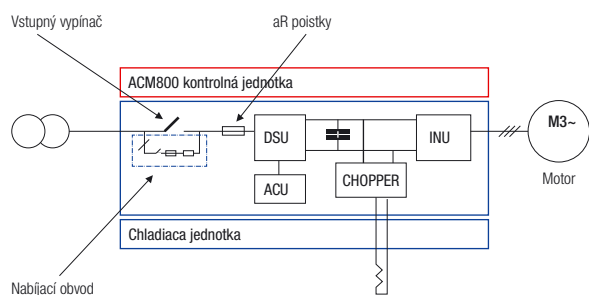 Vstupný vypínač
aR poistky
ACM800 kontrolná jednotka
DSU
INU
M3~
ACU
CHOPPER
Motor
Chladiaca jednotka
Nabíjací obvod